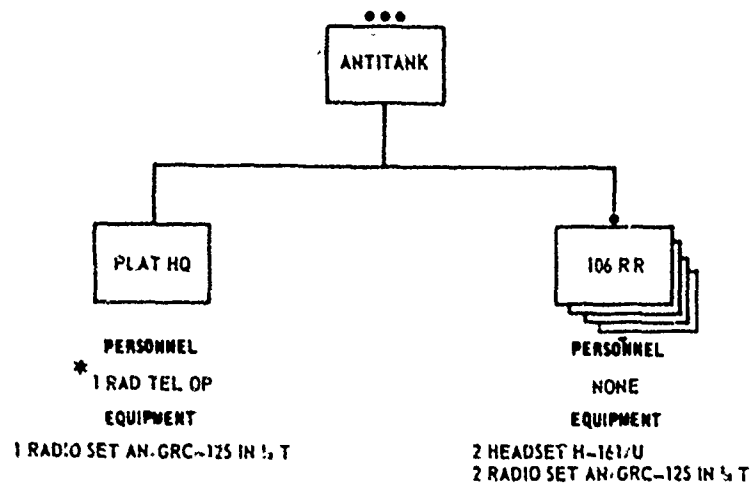 ANTITANK
PLAT HQ
PERSONNEL
* 1 RAD TEL OP
EQUIPMENT
1 RADIO SET AN/GRC-125 IN ¼ T
106 RR
PERSONNEL
NONE
EQUIPMENT
2 HEADSET H-161/U
2 RADIO SET AN/GRC-125 IN ¼ T